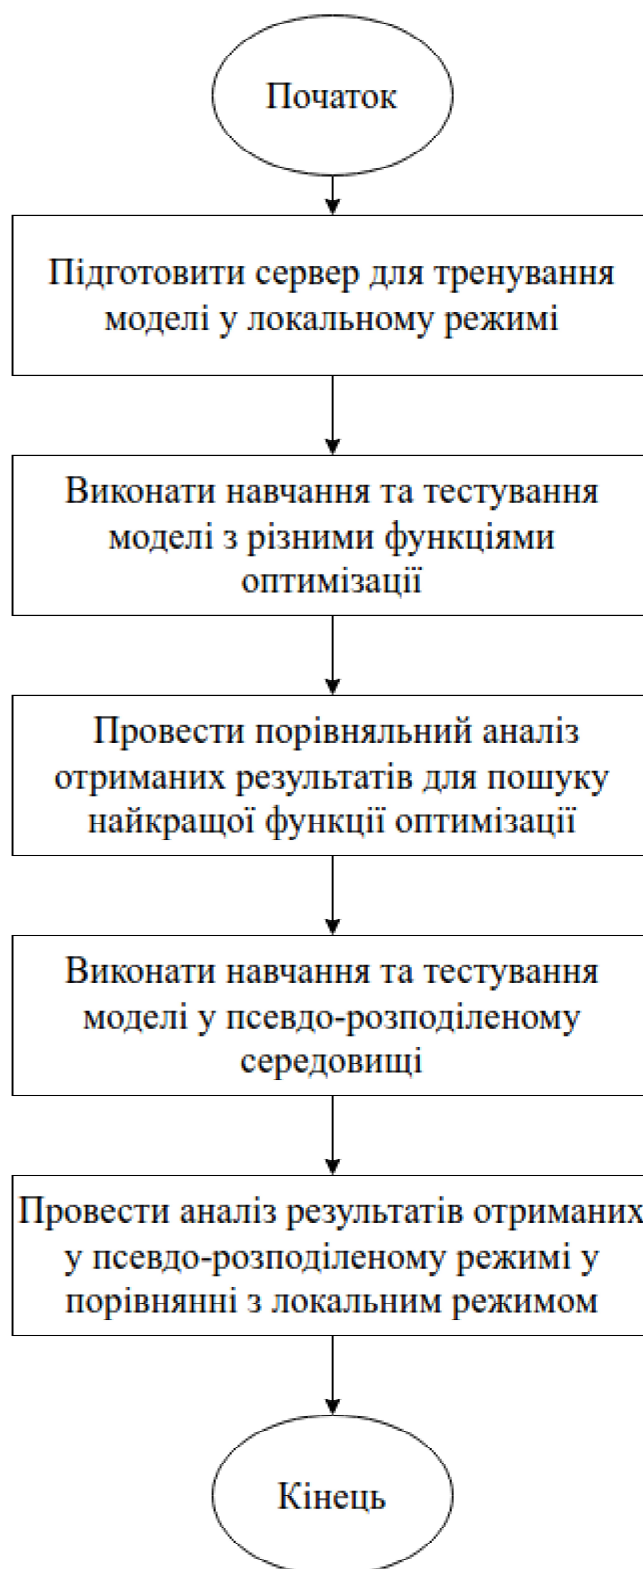 Початок
Підготовити сервер для тренування
моделі у локальному режимі
Виконати навчання та тестування
моделі з різними функціями
оптимізації
Провести порівняльний аналіз
отриманих результатів для пошуку
найкращої функції оптимізації
Виконати навчання та тестування
моделі у псевдо-розподіленому
середовищі
Провести аналіз результатів отриманих
у псевдо-розподіленому режимі у
порівнянні з локальним режимом
Кінець